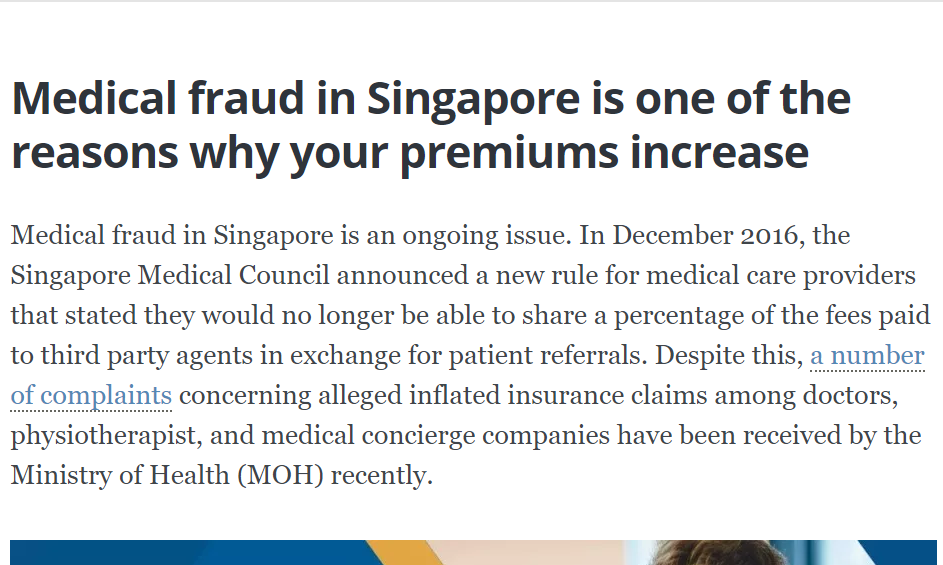 Medical fraud in Singapore is one of the
reasons why your premiums increase
Medical fraud in Singapore is an ongoing issue. In December 2016, the
Singapore Medical Council announced a new rule for medical care providers
that stated they would no longer be able to share a percentage of the fees paid
to third party agents in exchange for patient referrals. Despite this, a number
of complaints concerning alleged inflated insurance claims among doctors,
physiotherapist, and medical concierge companies have been received by the
Ministry of Health (MOH) recently.